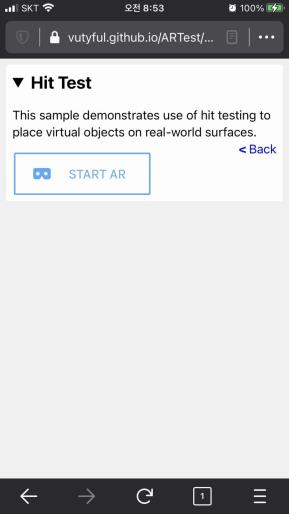 SKT 오전 8:53 100%
vutyful.github.io/ARTest/...
▼ Hit Test
This sample demonstrates use of hit testing to
place virtual objects on real-world surfaces.
< Back
START AR
1